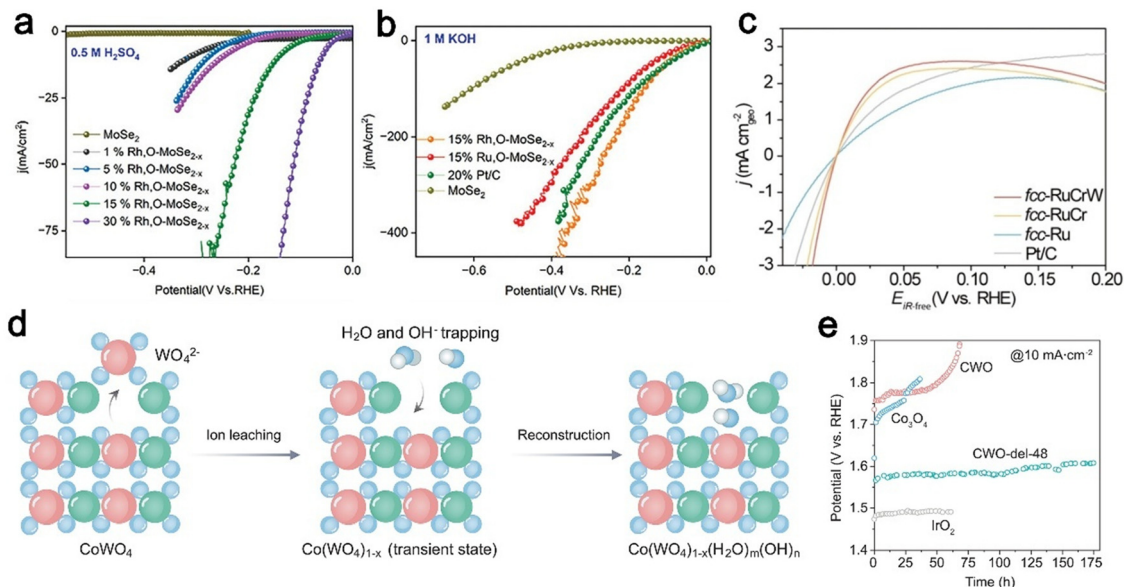 a
0.5 M H₂SO₄
MoSe₂
1 % Rh,O-MoSe₂₋ₓ
5 % Rh,O-MoSe₂₋ₓ
10 % Rh,O-MoSe₂₋ₓ
15 % Rh,O-MoSe₂₋ₓ
30 % Rh,O-MoSe₂₋ₓ
j(mA/cm²)
0
−25
−50
−75
−0.4
−0.2
0.0
Potential(V Vs.RHE)
b
1 M KOH
15% Rh,O-MoSe₂₋ₓ
15% Ru,O-MoSe₂₋ₓ
20% Pt/C
MoSe₂
j(mA/cm²)
0
−200
−400
−0.6
−0.4
−0.2
0.0
Potential(V Vs. RHE)
c
j (mA cm⁻²geo)
3
2
1
0
-1
-2
-3
fcc-RuCrW
fcc-RuCr
fcc-Ru
Pt/C
0.00
0.05
0.10
0.15
0.20
E iR-free (V Vs. RHE)
d
WO₄²⁻
H₂O and OH⁻ trapping
Ion leaching
Reconstruction
CoWO₄
Co(WO₄)₁₋ₓ (transient state)
Co(WO₄)₁₋ₓ(H₂O)ₘ(OH)ₙ
e
@10 mA·cm⁻²
CWO
Co₃O₄
CWO-del-48
IrO₂
Potential (V vs. RHE)
1.9
1.8
1.7
1.6
1.5
1.4
0
25
50
75
100
125
150
175
Time (h)